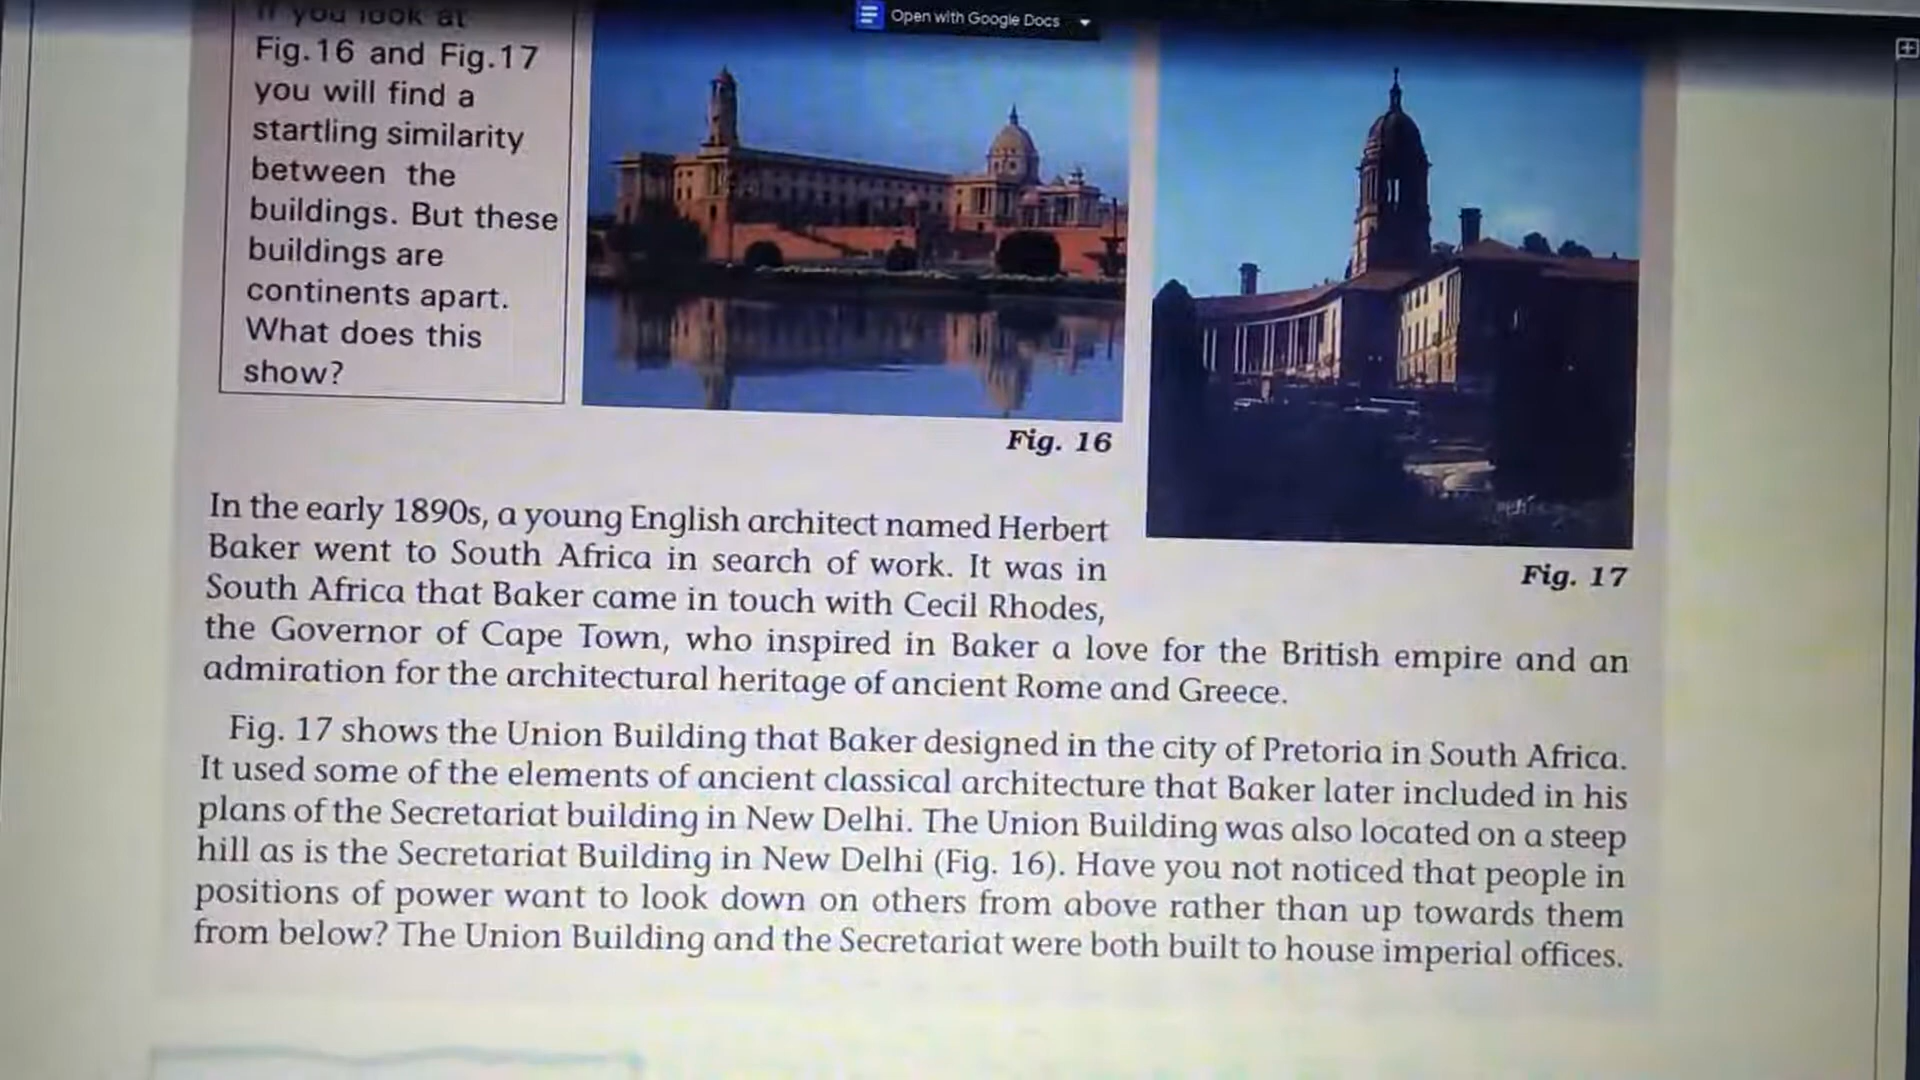 Open with Google Docs
If you look at
Fig.16 and Fig.17
you will find a
startling similarity
between the
buildings. But these
buildings are
continents apart.
What does this
show?
Fig. 16
Fig. 17
In the early 1890s, a young English architect named Herbert
Baker went to South Africa in search of work. It was in
South Africa that Baker came in touch with Cecil Rhodes,
the Governor of Cape Town, who inspired in Baker a love for the British empire and an
admiration for the architectural heritage of ancient Rome and Greece.
Fig. 17 shows the Union Building that Baker designed in the city of Pretoria in South Africa.
It used some of the elements of ancient classical architecture that Baker later included in his
plans of the Secretariat building in New Delhi. The Union Building was also located on a steep
hill as is the Secretariat Building in New Delhi (Fig. 16). Have you not noticed that people in
positions of power want to look down on others from above rather than up towards them
from below? The Union Building and the Secretariat were both built to house imperial offices.